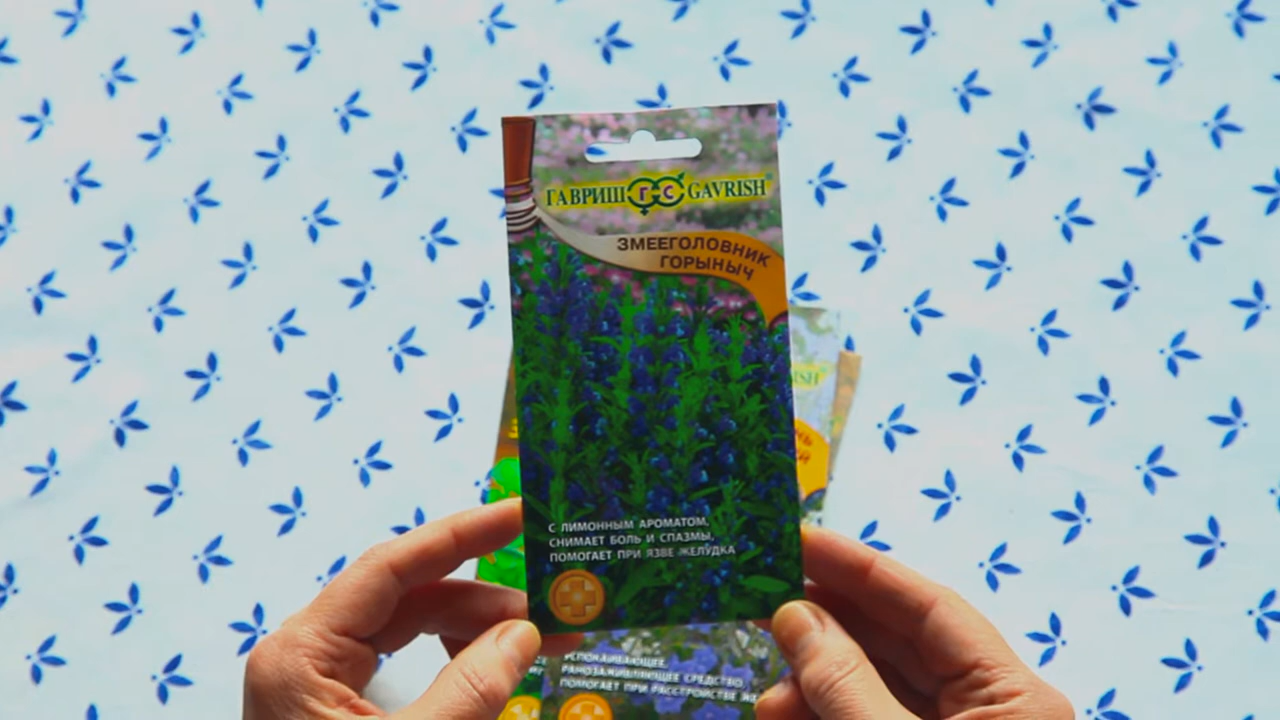 ГАВРИШ ГС GAVRISH®
ЗМЕЕГОЛОВНИК
ГОРЫНЫЧ
С ЛИМОННЫМ АРОМАТОМ,
СНИМАЕТ БОЛЬ И СПАЗМЫ,
ПОМОГАЕТ ПРИ ЯЗВЕ ЖЕЛУДКА
УСПОКАИВАЮЩЕЕ,
РАНОЗАЖИВЛЯЮЩЕЕ СРЕДСТВО,
ПОМОГАЕТ ПРИ РАССТРОЙСТВЕ